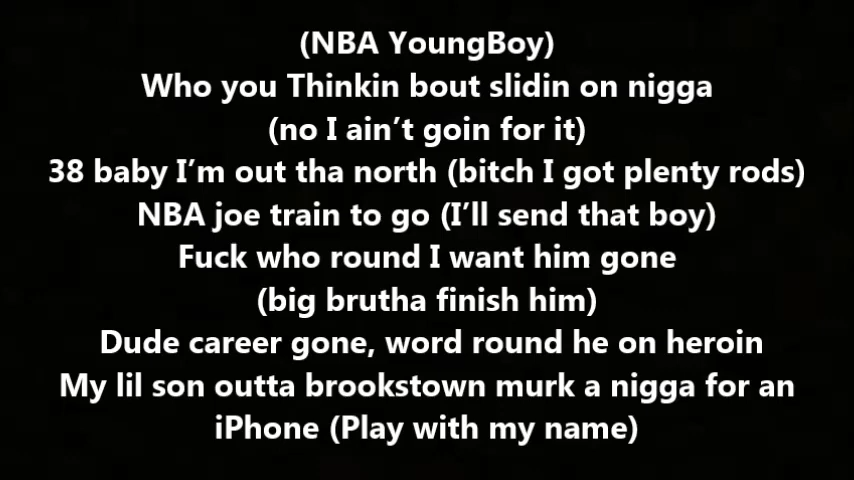 (NBA YoungBoy)
Who you Thinkin bout slidin on nigga
(no I ain’t goin for it)
38 baby I’m out tha north (bitch I got plenty rods)
NBA joe train to go (I’ll send that boy)
Fuck who round I want him gone
(big brutha finish him)
Dude career gone, word round he on heroin
My lil son outta brookstown murk a nigga for an
iPhone (Play with my name)